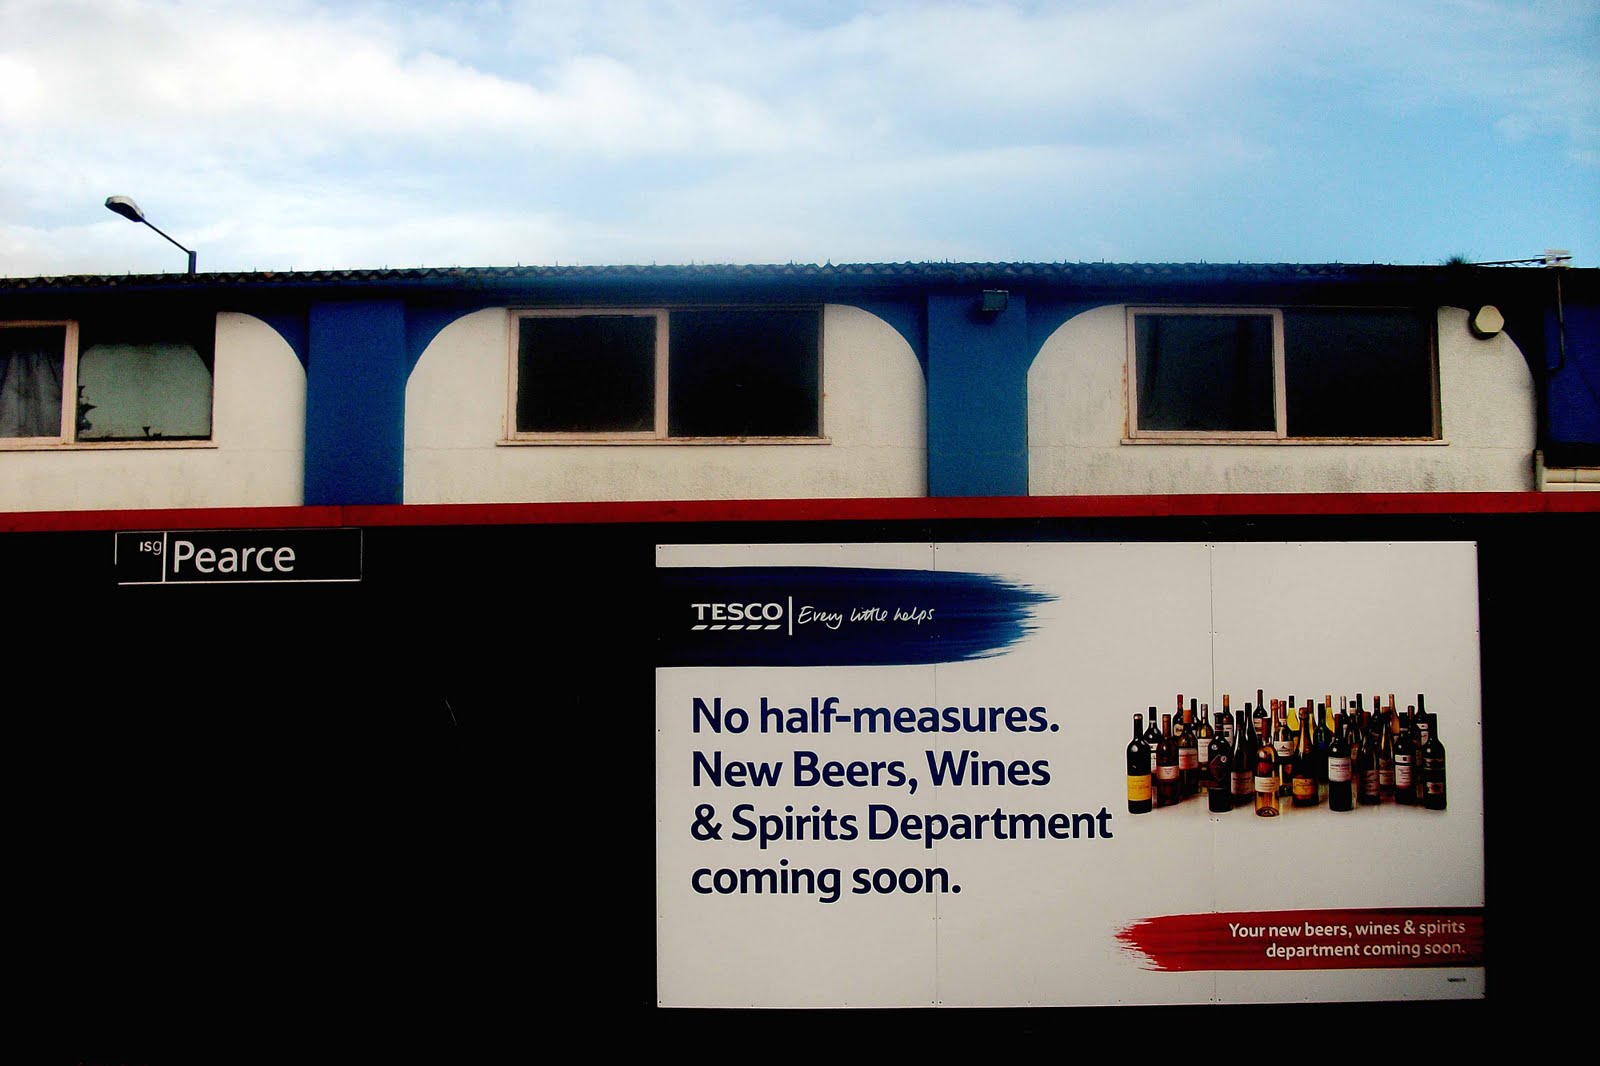 isg Pearce
TESCO Every little helps
No half-measures.
New Beers, Wines
& Spirits Department
coming soon.
Your new beers, wines & spirits
department coming soon.